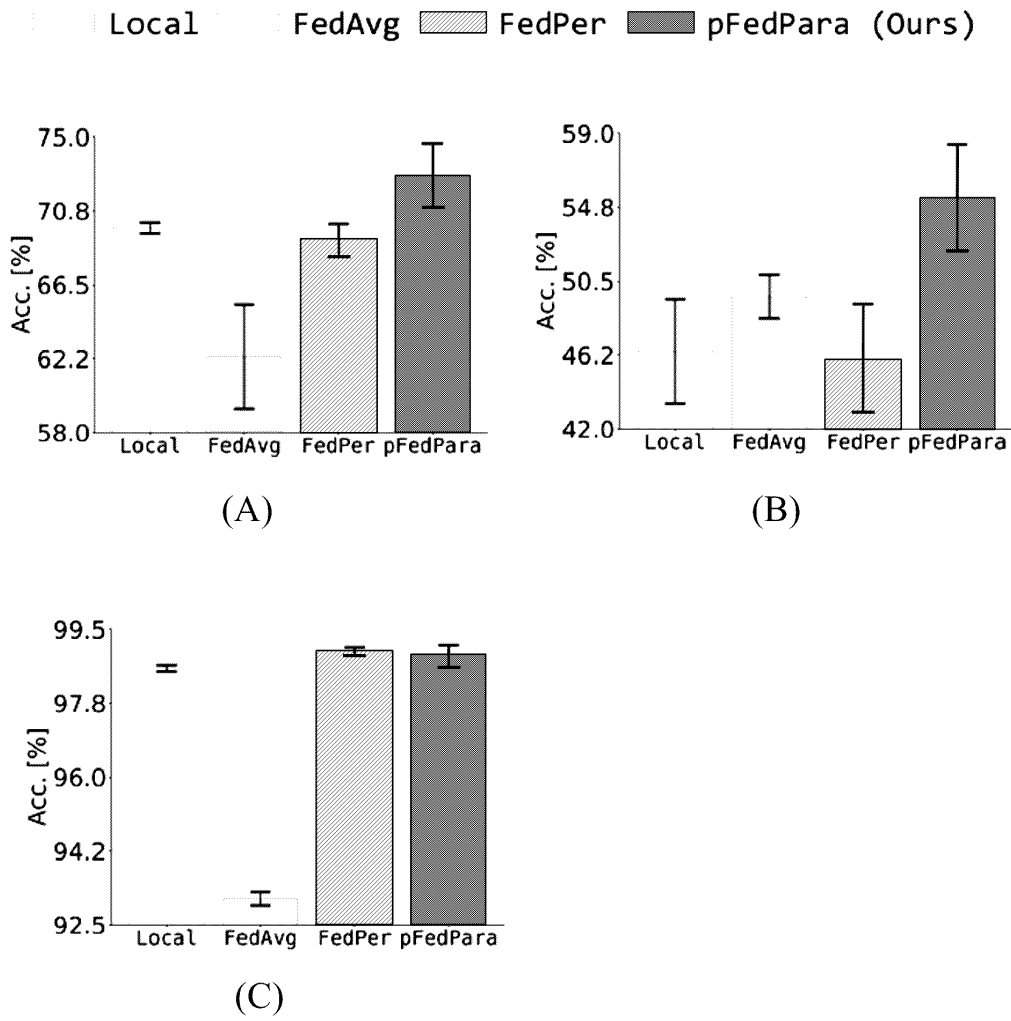 Local FedAvg FedPer pFedPara (Ours)
75.0
70.8
66.5
62.2
58.0
Acc. [%]
Local FedAvg FedPer pFedPara
(A)
59.0
54.8
50.5
46.2
42.0
Acc. [%]
Local FedAvg FedPer pFedPara
(B)
99.5
97.8
96.0
94.2
92.5
Acc. [%]
Local FedAvg FedPer pFedPara
(C)